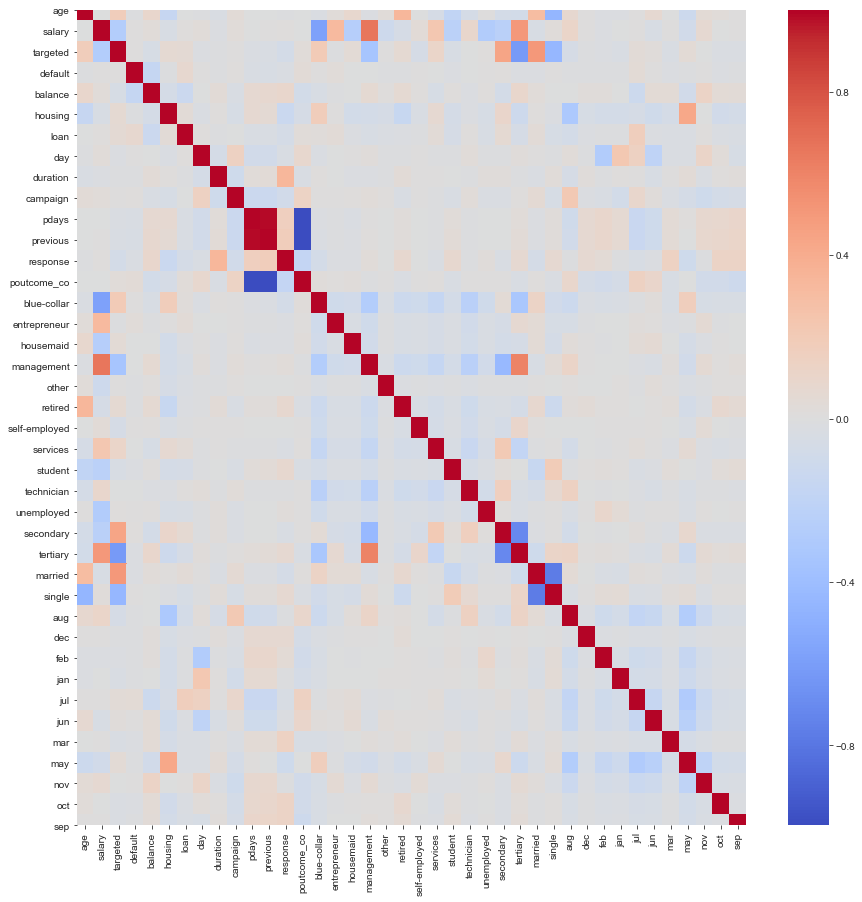 age
salary
targeted
default
balance
housing
loan
day
duration
campaign
pdays
previous
response
poutcome_co
blue-collar
entrepreneur
housemaid
management
other
retired
self-employed
services
student
technician
unemployed
secondary
tertiary
married
single
aug
dec
feb
jan
jul
jun
mar
may
nov
oct
sep
age
salary
targeted
default
balance
housing
loan
day
duration
campaign
pdays
previous
response
poutcome_co
blue-collar
entrepreneur
housemaid
management
other
retired
self-employed
services
student
technician
unemployed
secondary
tertiary
married
single
aug
dec
feb
jan
jul
jun
mar
may
nov
oct
sep
0.8
0.4
0.0
−0.4
−0.8